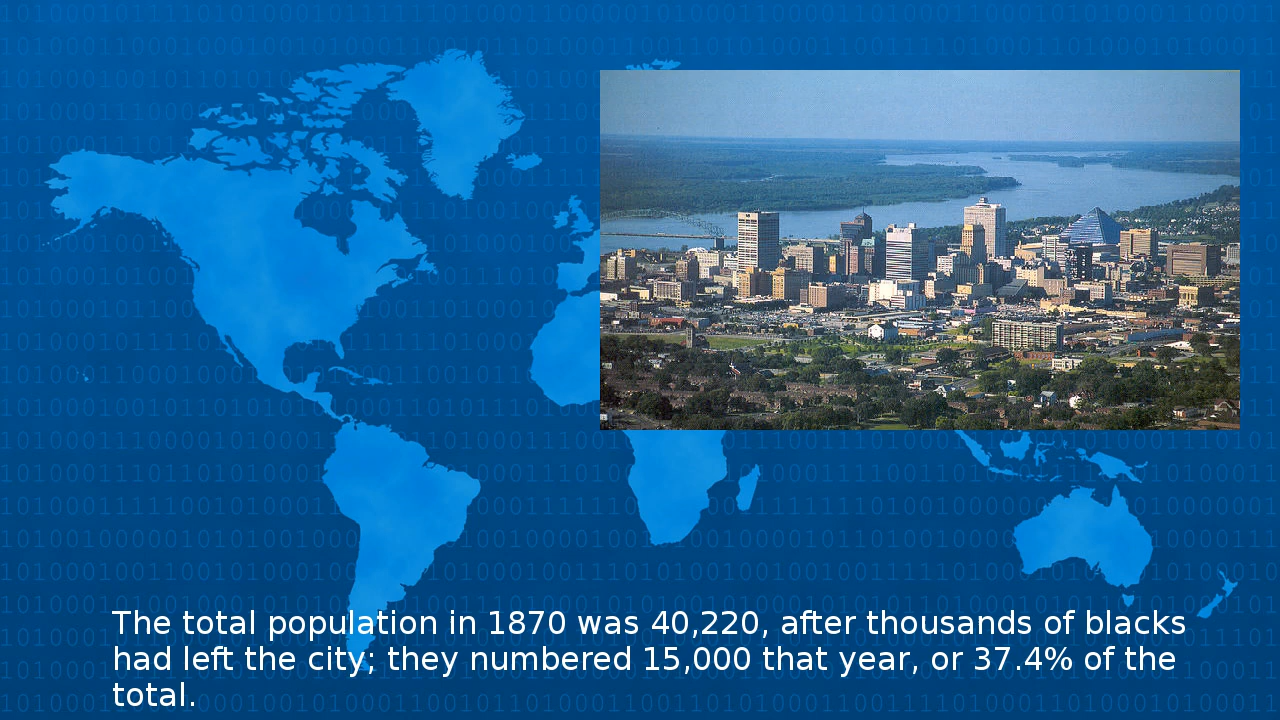 The total population in 1870 was 40,220, after thousands of blacks
had left the city; they numbered 15,000 that year, or 37.4% of the
total.